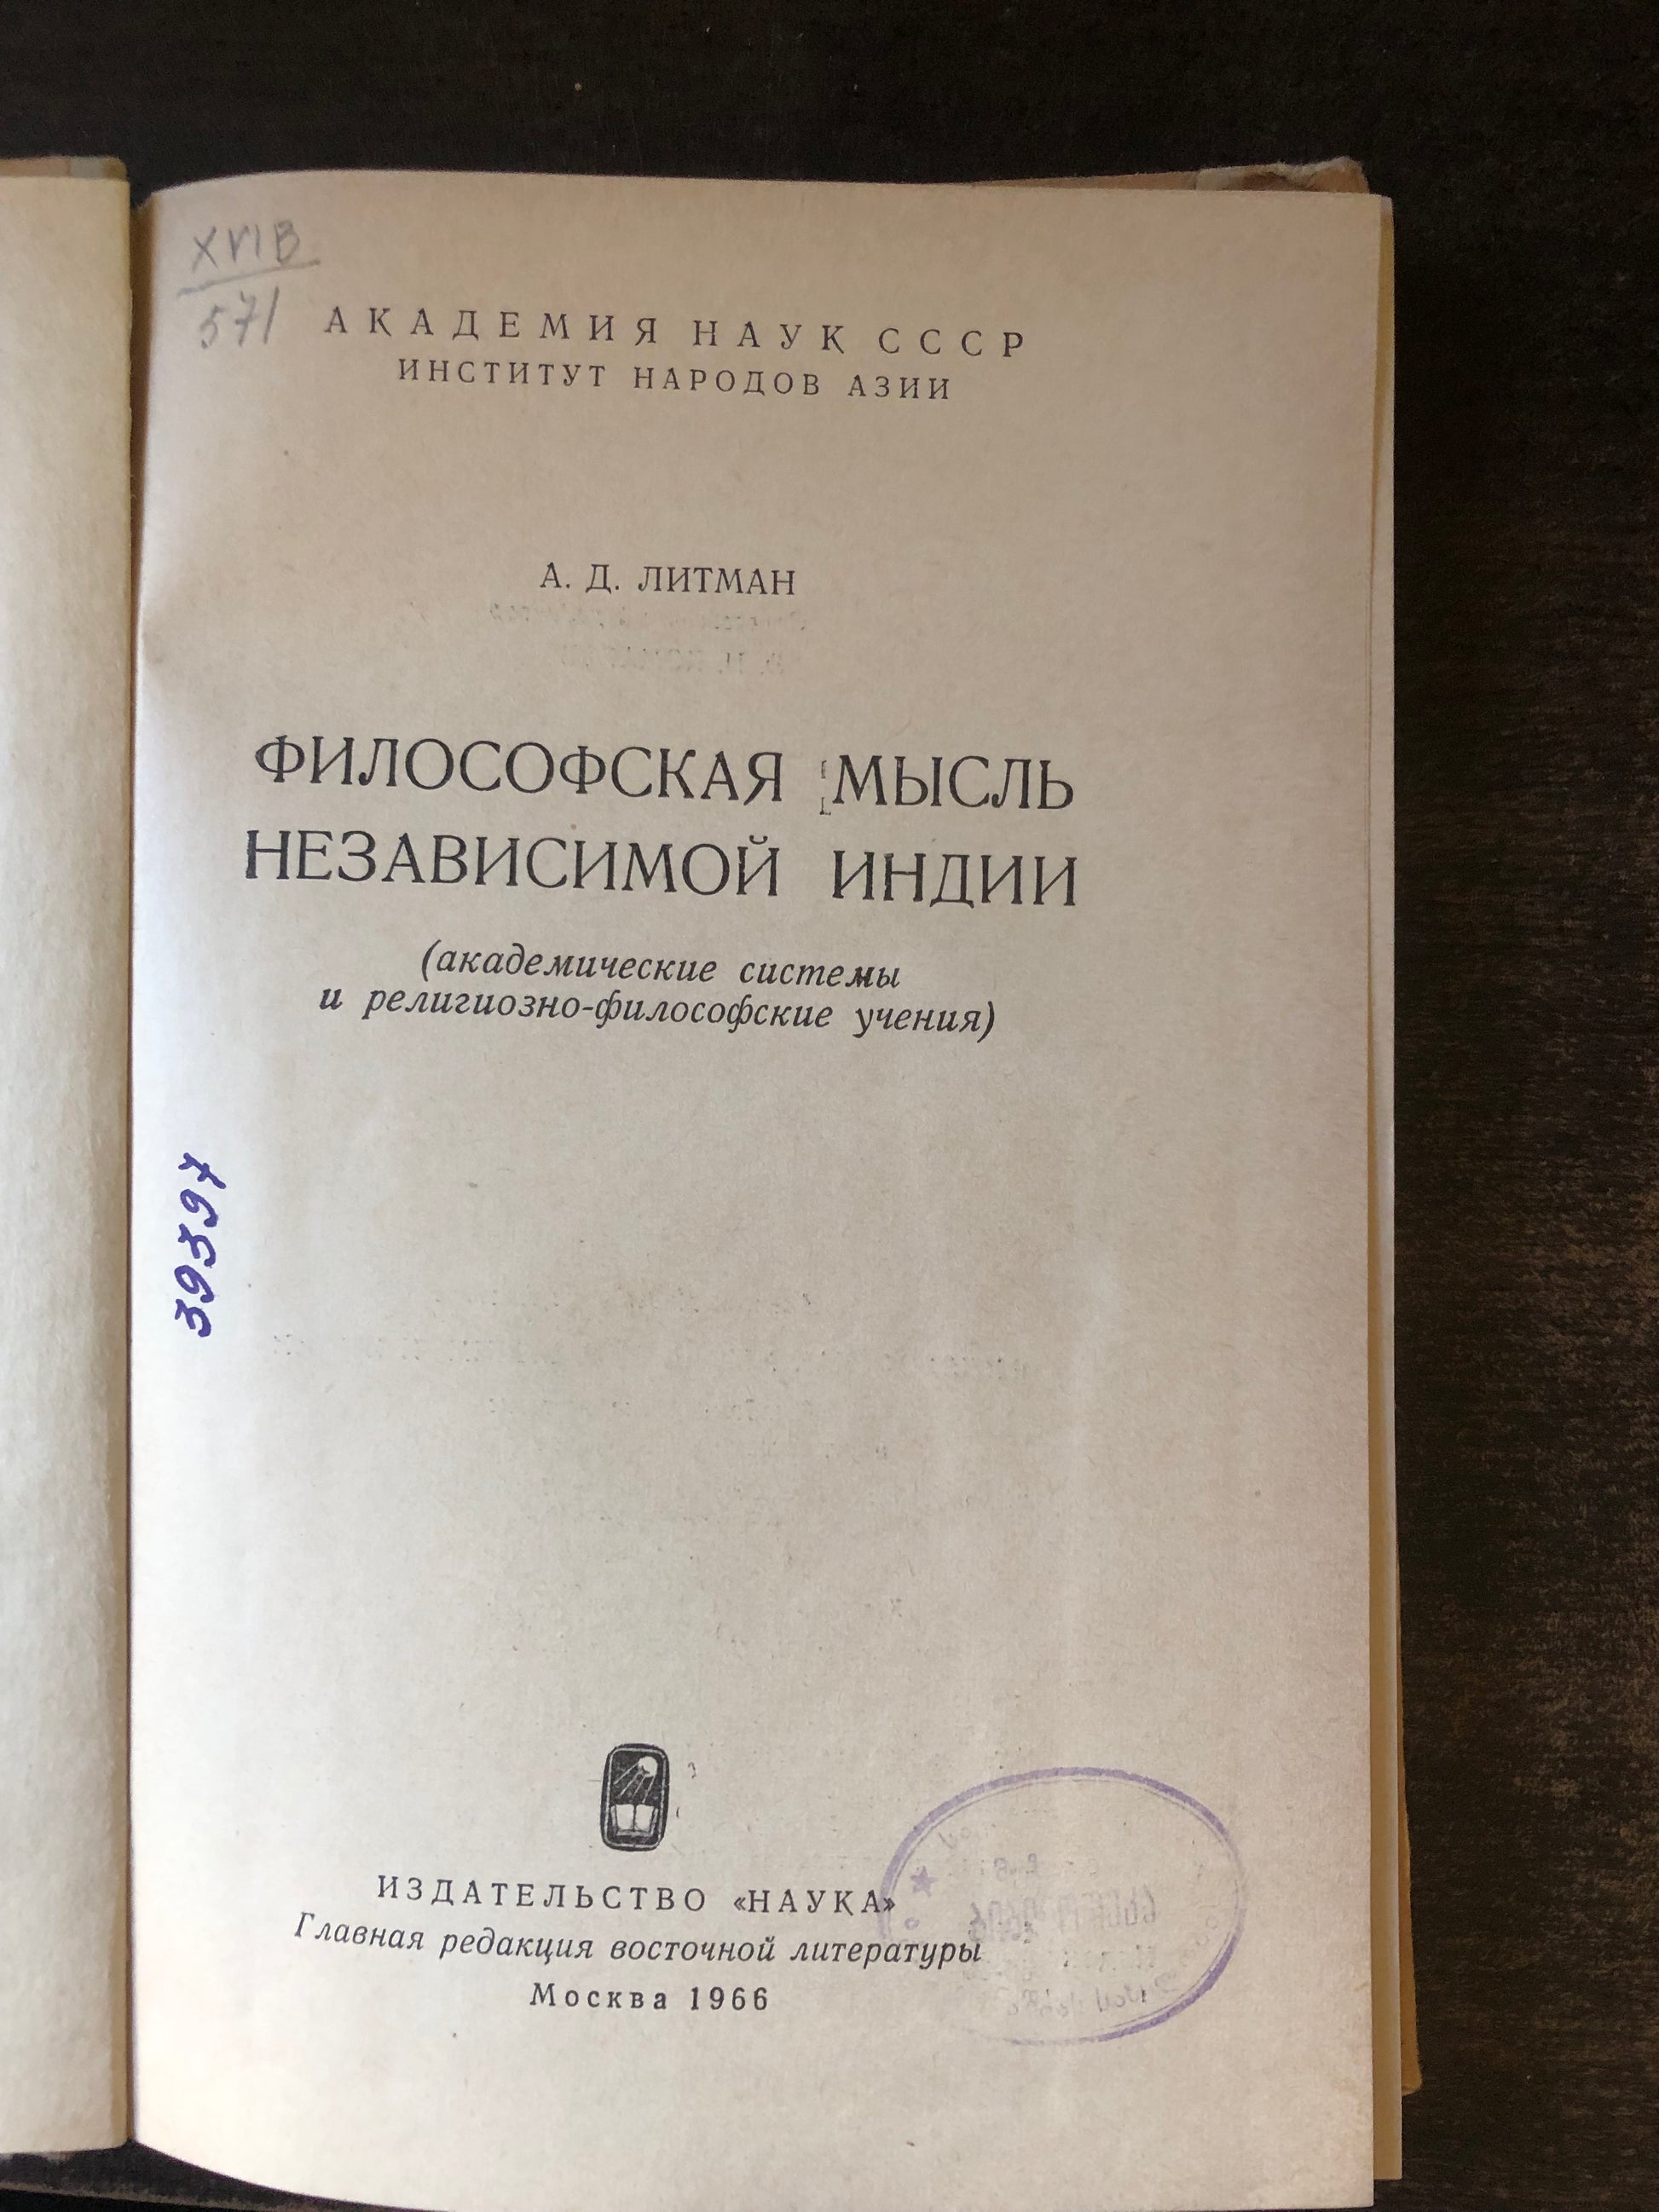 XVIB
571
АКАДЕМИЯ НАУК СССР
ИНСТИТУТ НАРОДОВ АЗИИ
А. Д. ЛИТМАН
ФИЛОСОФСКАЯ МЫСЛЬ
НЕЗАВИСИМОЙ ИНДИИ
(академические системы
и религиозно-философские учения)
39397
ИЗДАТЕЛЬСТВО «НАУКА»
Главная редакция восточной литературы
Москва 1966